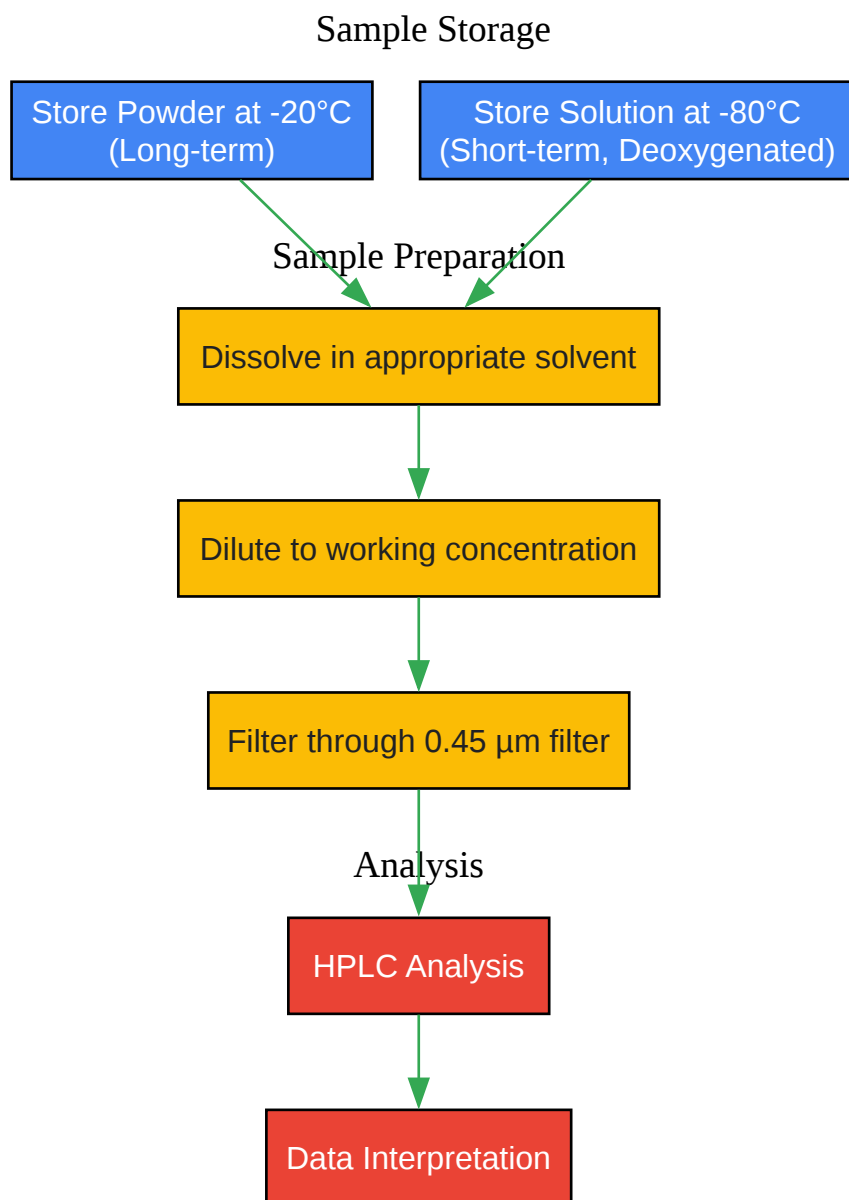 Sample Storage
Store Powder at -20°C
(Long-term)
Store Solution at -80°C
(Short-term, Deoxygenated)
Sample Preparation
Dissolve in appropriate solvent
Dilute to working concentration
Filter through 0.45 µm filter
Analysis
HPLC Analysis
Data Interpretation